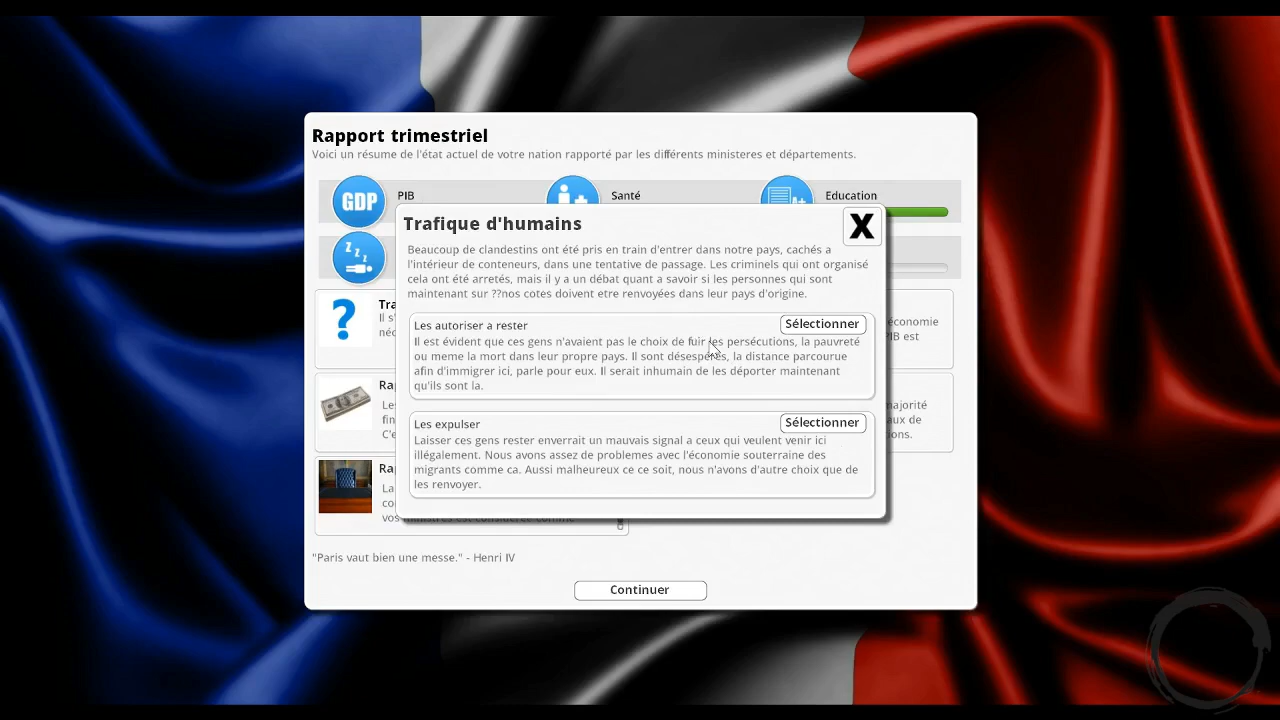 Rapport trimestriel
Voici un résume de l'état actuel de votre nation rapporté par les différents ministeres et départements.
GDP PIB Santé Education
Trafique d'humains X
Beaucoup de clandestins ont été pris en train d'entrer dans notre pays, cachés a
l'intérieur de conteneurs, dans une tentative de passage. Les criminels qui ont organisé
cela ont été arretés, mais il y a un débat quant a savoir si les personnes qui sont
maintenant sur ??nos cotes doivent etre renvoyées dans leur pays d'origine.
Les autoriser a rester Sélectionner
Il est évident que ces gens n'avaient pas le choix de fuir les persécutions, la pauvreté
ou meme la mort dans leur propre pays. Il sont désespérés, la distance parcourue
afin d'immigrer ici, parle pour eux. Il serait inhumain de les déporter maintenant
qu'ils sont la.
Les expulser Sélectionner
Laisser ces gens rester enverrait un mauvais signal a ceux qui veulent venir ici
illégalement. Nous avons assez de problemes avec l'économie souterraine des
migrants comme ca. Aussi malheureux ce ce soit, nous n'avons d'autre choix que de
les renvoyer.
"Paris vaut bien une messe." - Henri IV
Continuer